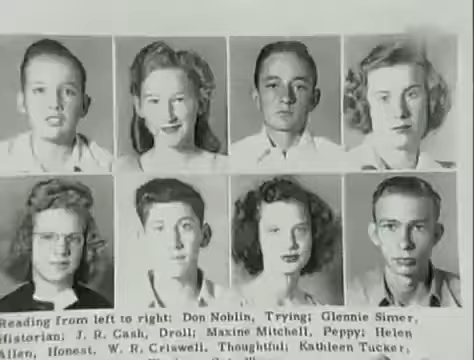 Reading from left to right: Don Noblin, Trying; Glennie Simer,
Historian; J. R. Cash, Droll; Maxine Mitchell, Peppy; Helen
Allen, Honest. W. R. Criswell, Thoughtful; Kathleen Tucker,